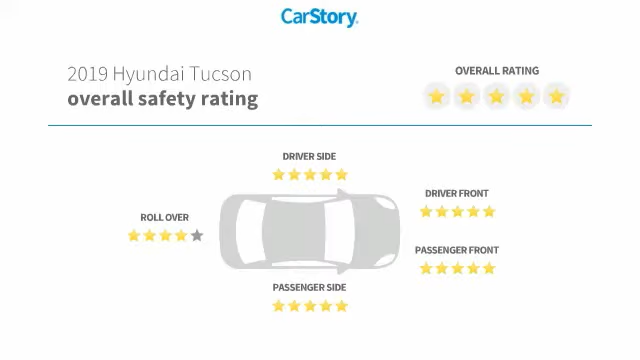 CarStory
2019 Hyundai Tucson
overall safety rating
OVERALL RATING
DRIVER SIDE
DRIVER FRONT
ROLL OVER
PASSENGER FRONT
PASSENGER SIDE